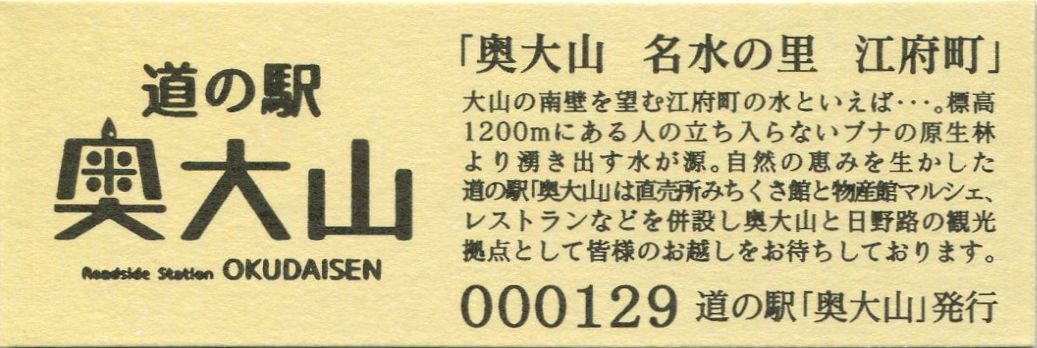 道の駅
奥大山
Roadside Station OKUDAISEN
「奥大山 名水の里 江府町」
大山の南壁を望む江府町の水といえば・・・。標高
1200mにある人の立ち入らないブナの原生林
より湧き出す水が源。自然の恵みを生かした
道の駅「奥大山」は直売所みちくさ館と物産館マルシェ、
レストランなどを併設し奥大山と日野路の観光
拠点として皆様のお越しをお待ちしております。
000129 道の駅「奥大山」発行